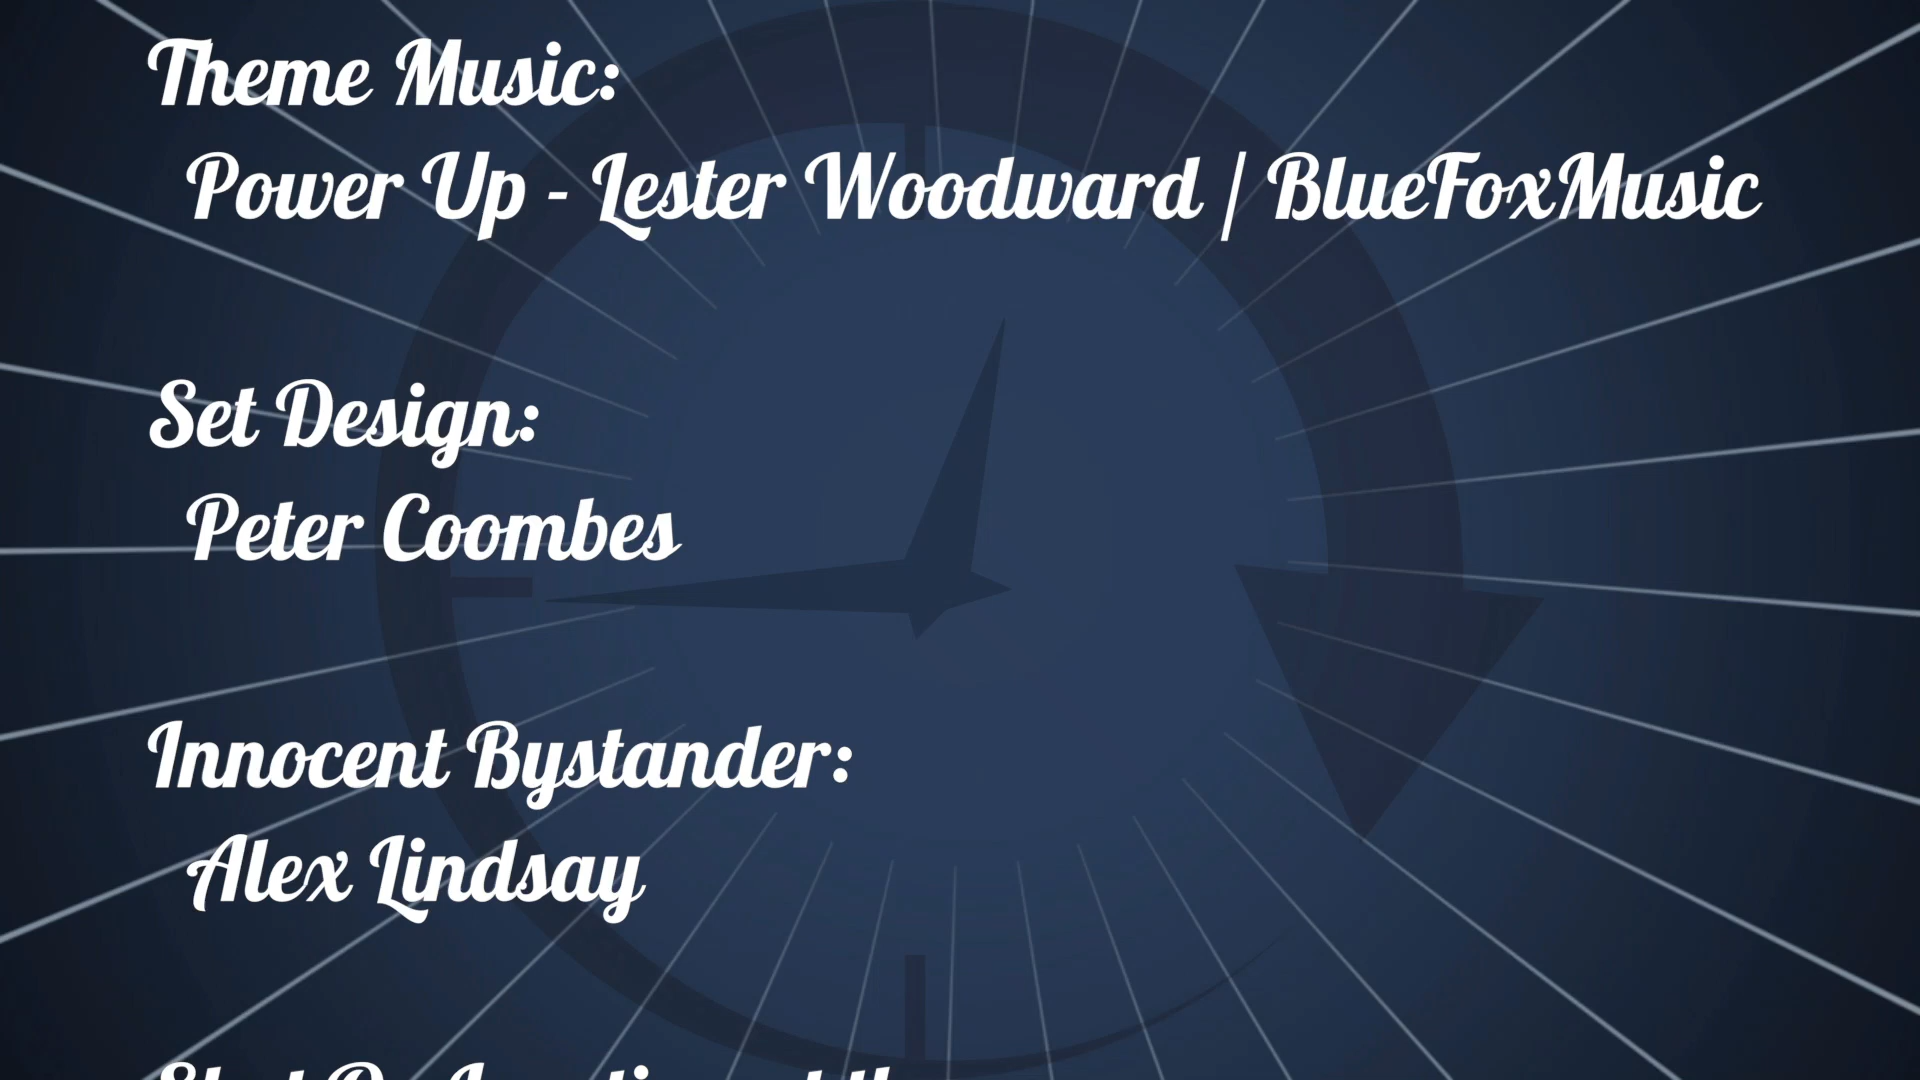 Theme Music:
Power Up - Lester Woodward / BlueFoxMusic
Set Design:
Peter Coombes
Innocent Bystander:
Alex Lindsay